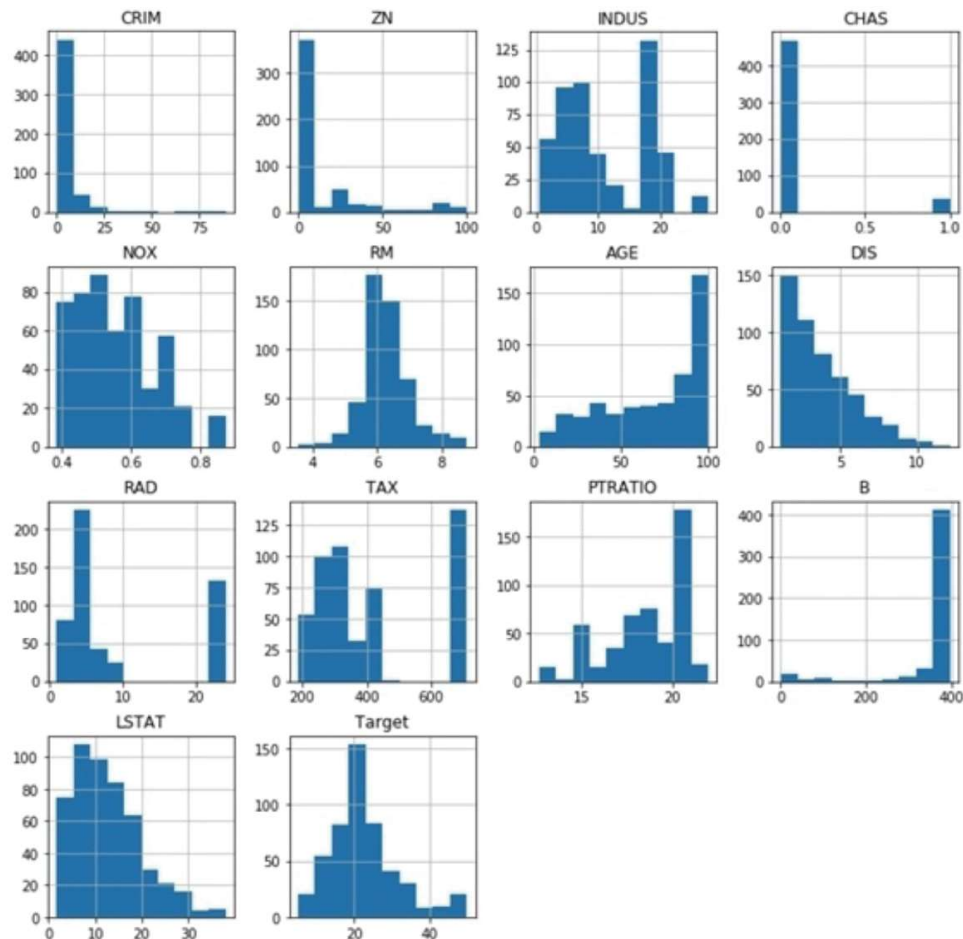 CRIM ZN INDUS CHAS
400 300 200 100 0
0 25 50 75
300 200 100 0
0 50 100
125 100 75 50 25 0
0 10 20
400 300 200 100 0
0.0 0.5 1.0
NOX RM AGE DIS
80 60 40 20 0
0.4 0.6 0.8
150 100 50 0
4 6 8
150 100 50 0
0 50 100
150 100 50 0
5 10
RAD TAX PTRATIO B
200 150 100 50 0
0 10 20
125 100 75 50 25 0
200 400 600
150 100 50 0
15 20
400 300 200 100 0
0 100 200 300 400
LSTAT Target
100 80 60 40 20 0
0 10 20 30
150 100 50 0
20 40